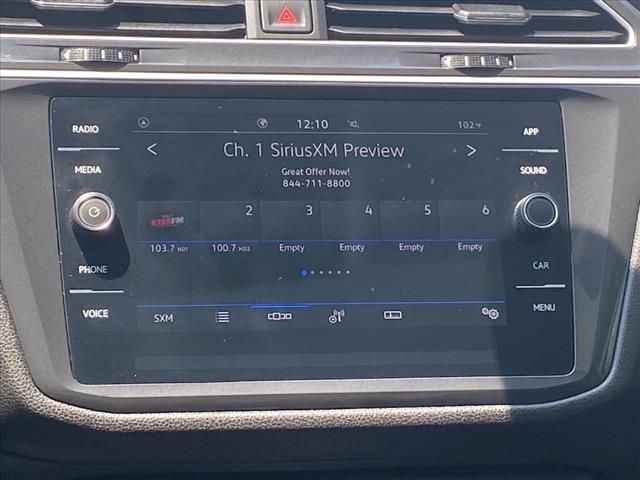 RADIO
MEDIA
PHONE
VOICE
12:10
102°F
< Ch. 1 SiriusXM Preview >
Great Offer Now!
844-711-8800
KISSFM 2 3 4 5 6
103.7 HD1 100.7 HD2 Empty Empty Empty Empty
SXM
APP
SOUND
CAR
MENU